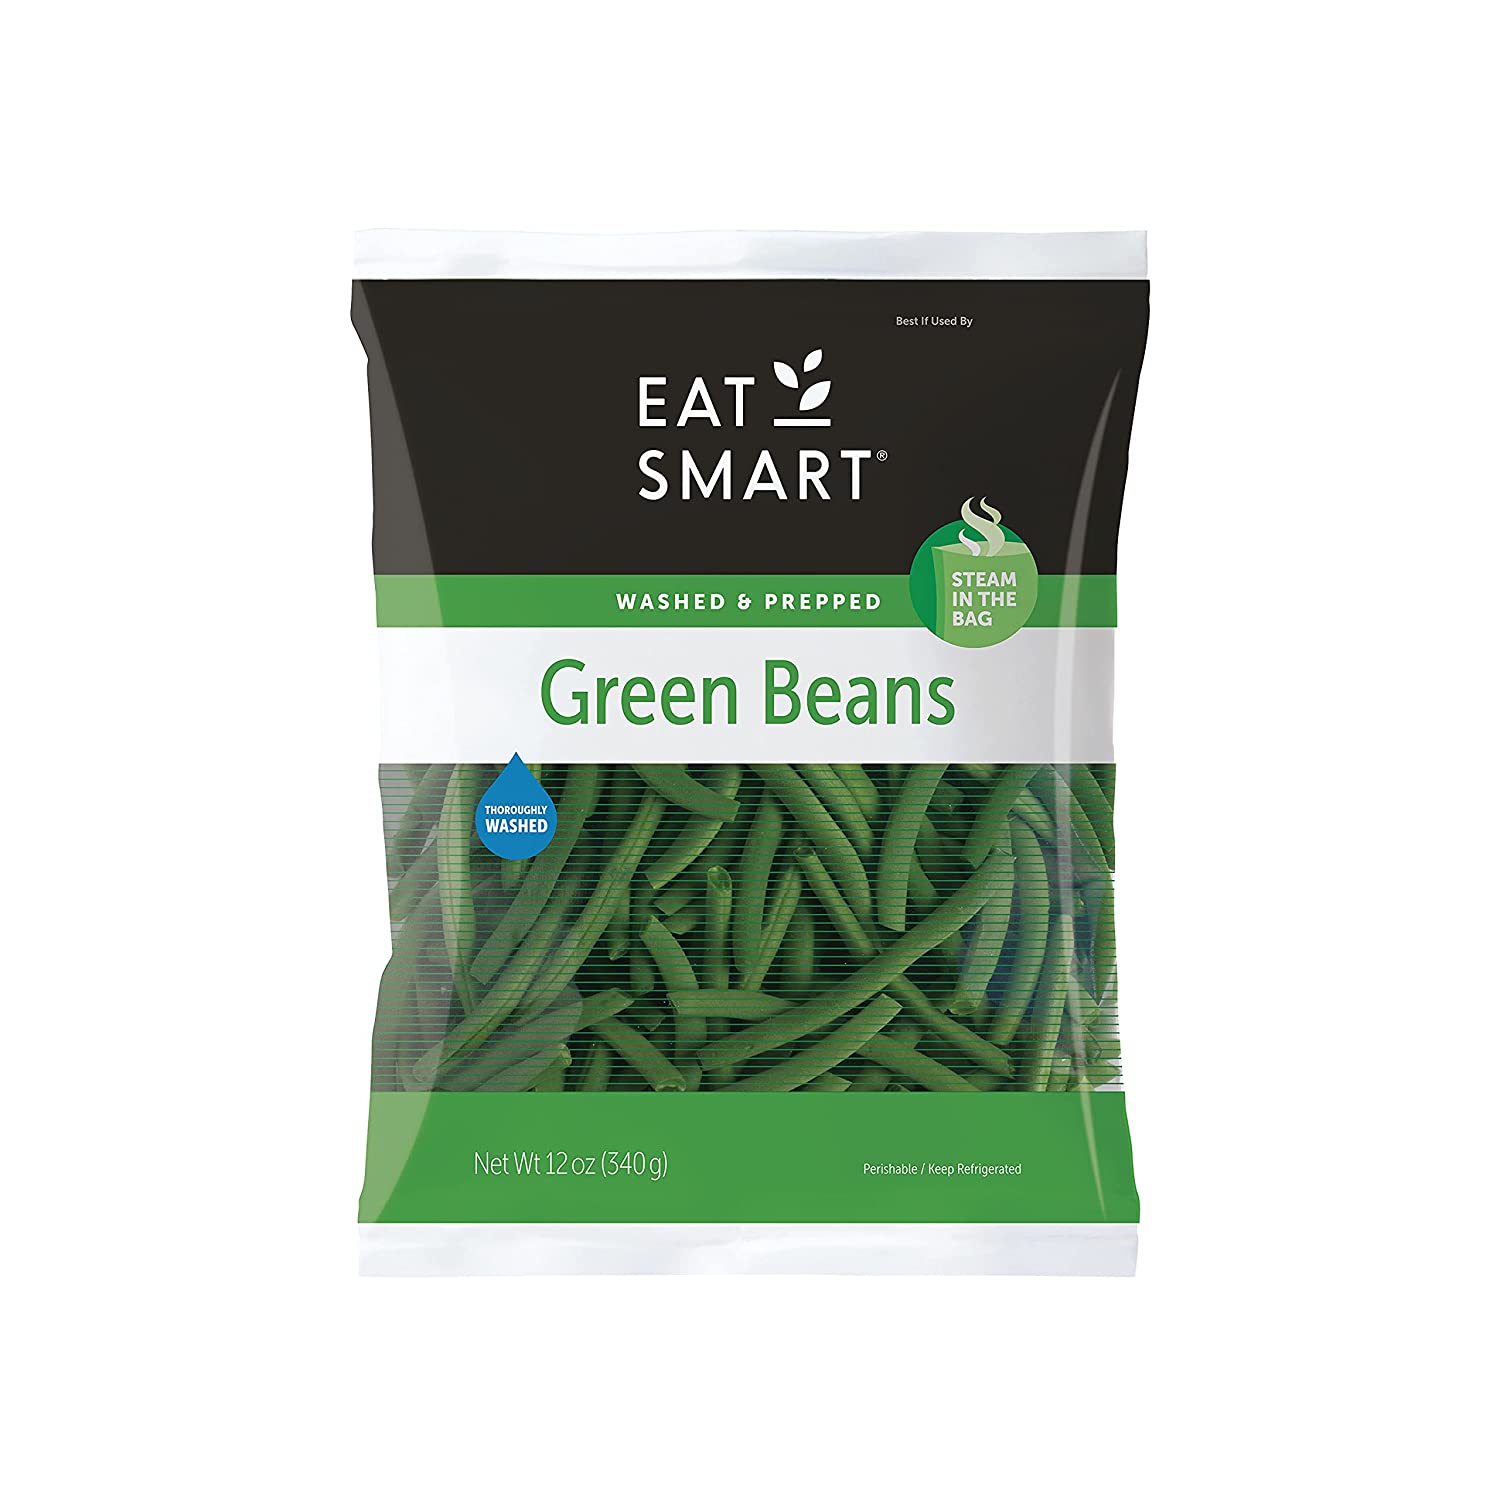 Best If Used By
EAT
SMART®
STEAM
IN THE
BAG
WASHED & PREPPED
Green Beans
THOROUGHLY
WASHED
Net Wt 12 oz (340 g)
Perishable / Keep Refrigerated